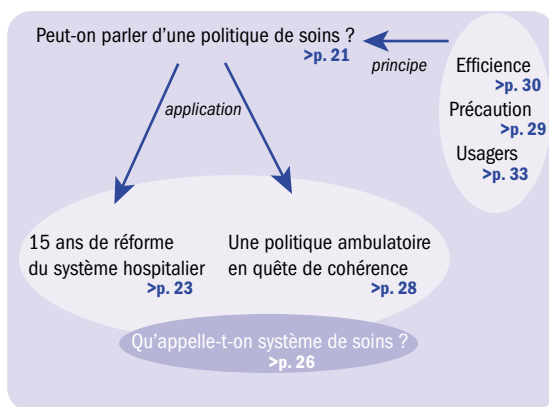 Peut-on parler d'une politique de soins ?
>p. 21
principe
Efficience
>p. 30
Précaution
>p. 29
Usagers
>p. 33
application
15 ans de réforme
du système hospitalier
>p. 23
Une politique ambulatoire
en quête de cohérence
>p. 28
Qu'appelle-t-on système de soins ?
>p. 26